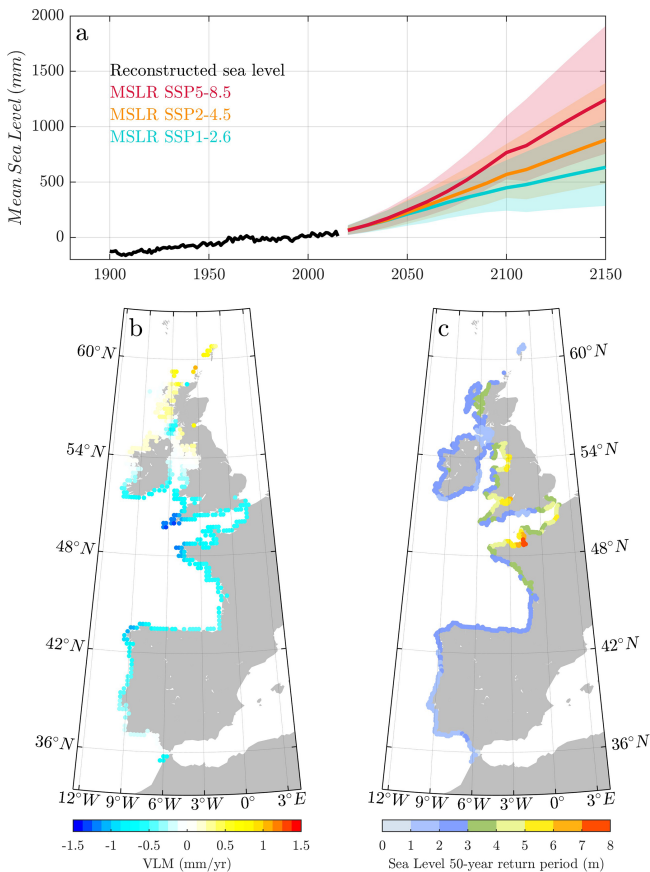 a
Mean Sea Level (mm)
2000
1500
1000
500
0
Reconstructed sea level
MSLR SSP5-8.5
MSLR SSP2-4.5
MSLR SSP1-2.6
1900 1950 2000 2050 2100 2150
b
60°N
54°N
48°N
42°N
36°N
12°W 9°W 6°W 3°W 0° 3°E
-1.5 -0.5 0 0.5 1 1.5
VLM (mm/yr)
c
60°N
54°N
48°N
42°N
36°N
12°W 9°W 6°W 3°W 0° 3°E
0 1 2 3 4 5 6 7 8
Sea Level 50-year return period (m)